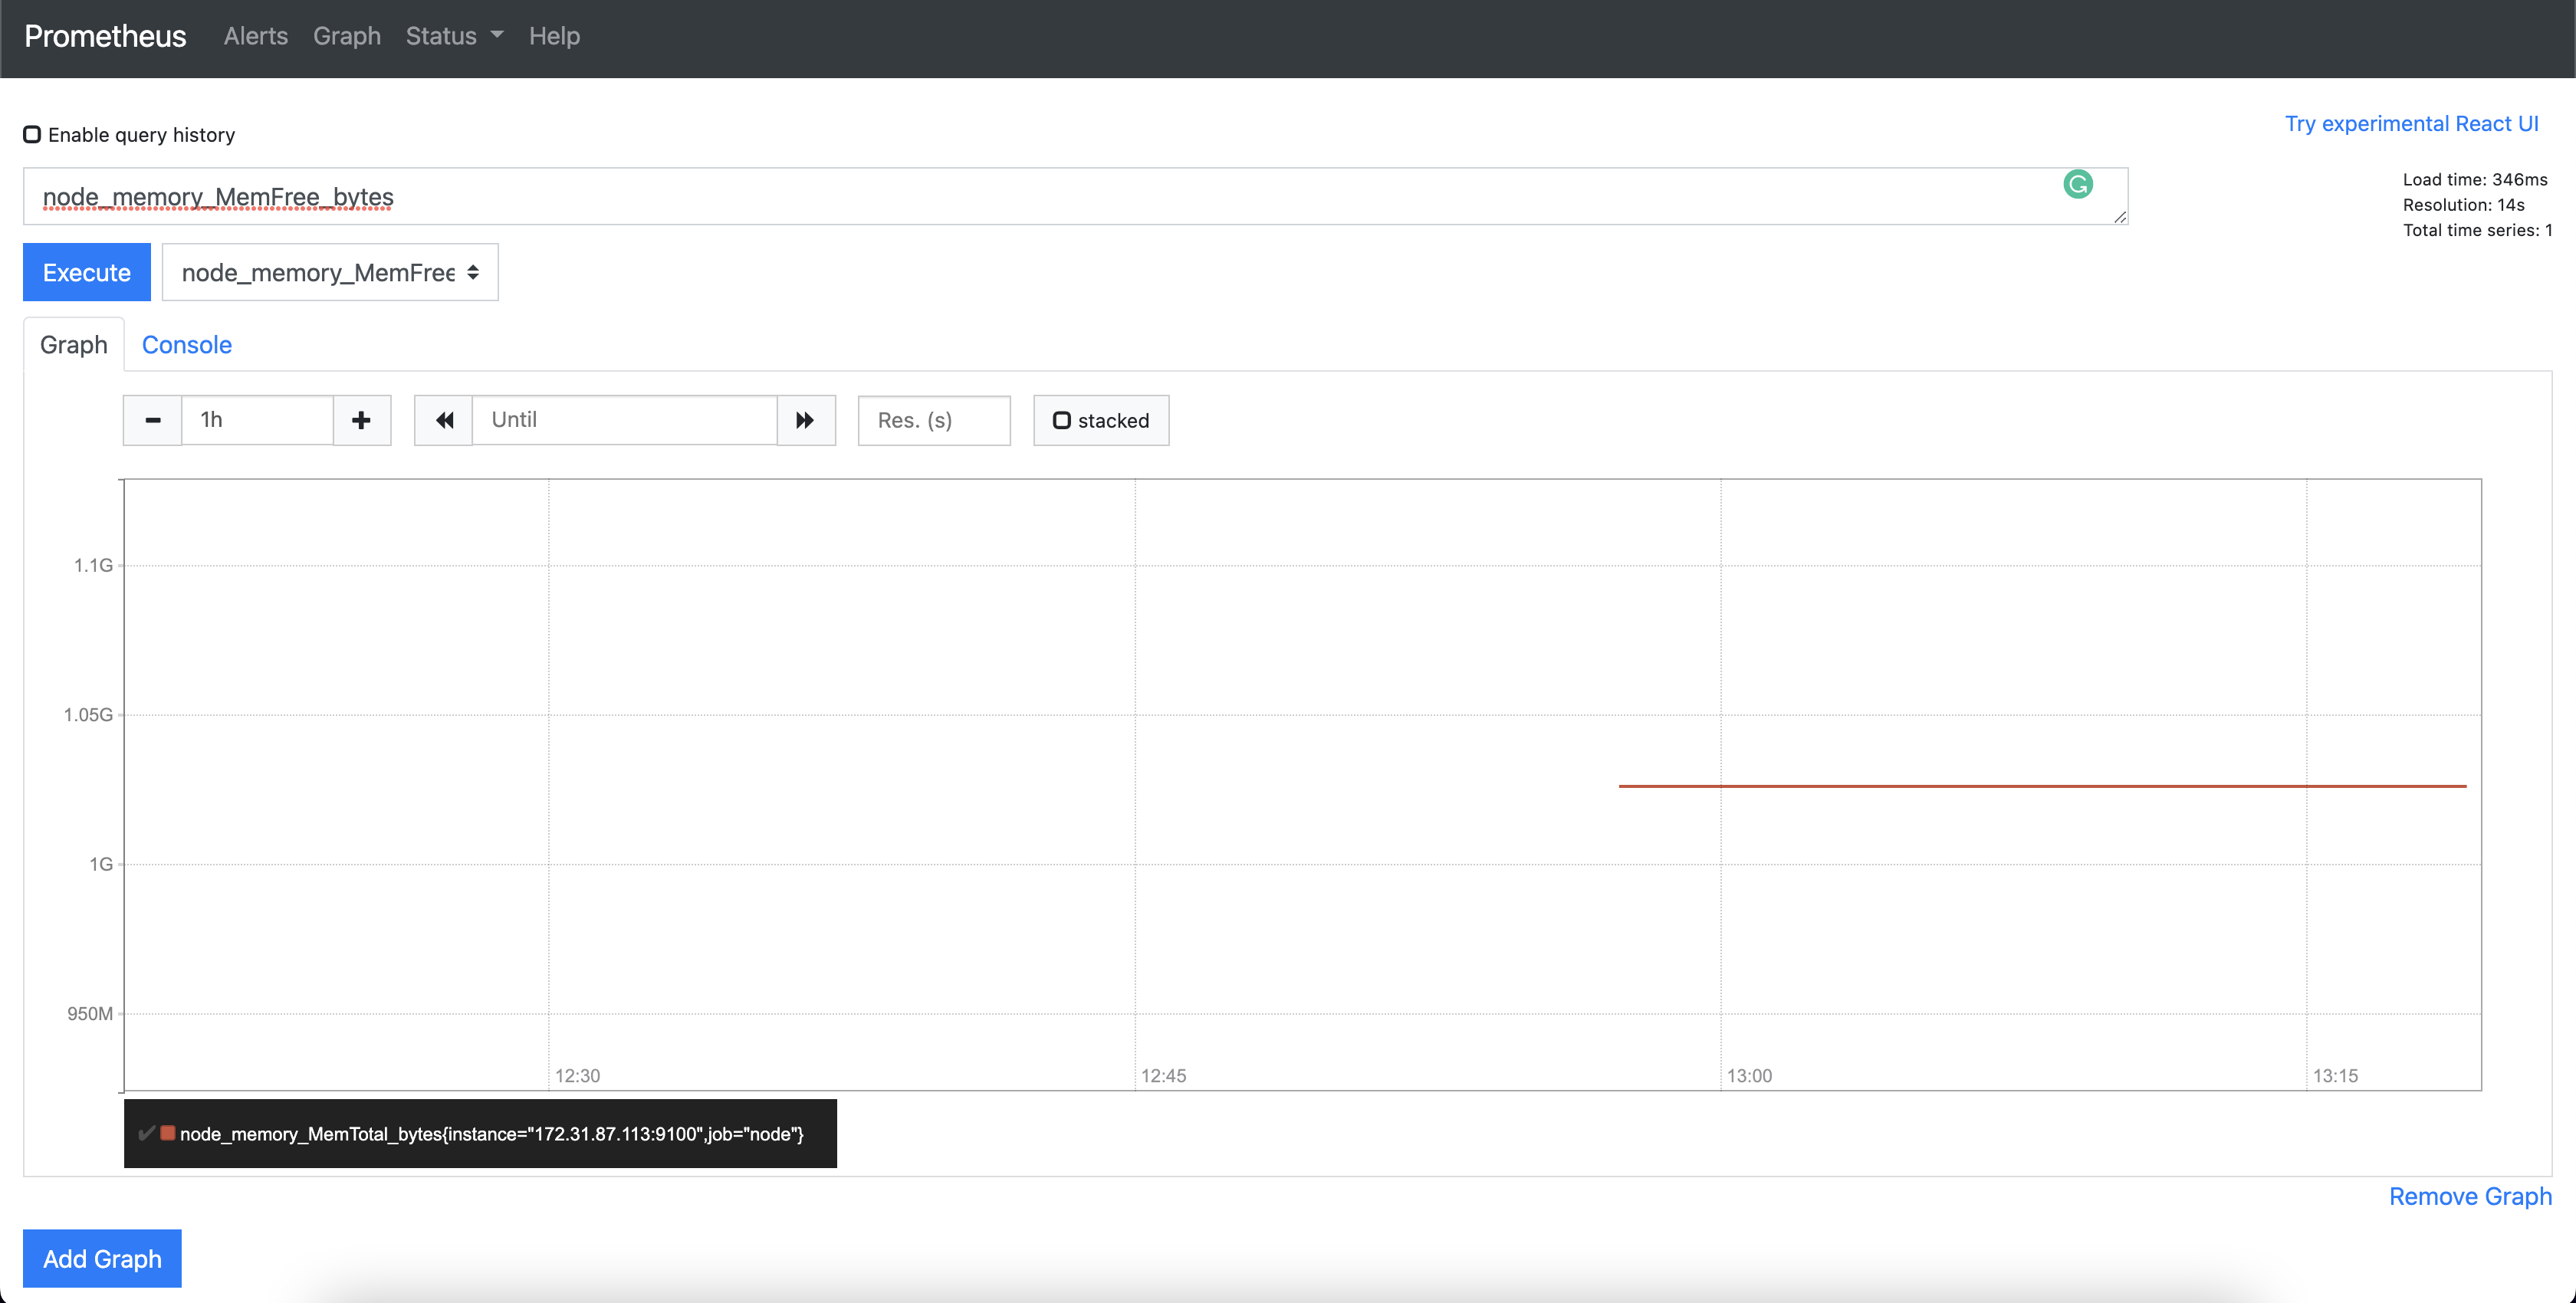 Prometheus Alerts Graph Status Help
Enable query history
Try experimental React UI
node_memory_MemFree_bytes
Load time: 346ms
Resolution: 14s
Total time series: 1
Execute node_memory_MemFree
Graph Console
1h Until Res. (s) stacked
1.1G
1.05G
1G
950M
12:30 12:45 13:00 13:15
node_memory_MemTotal_bytes{instance="172.31.87.113:9100",job="node"}
Remove Graph
Add Graph